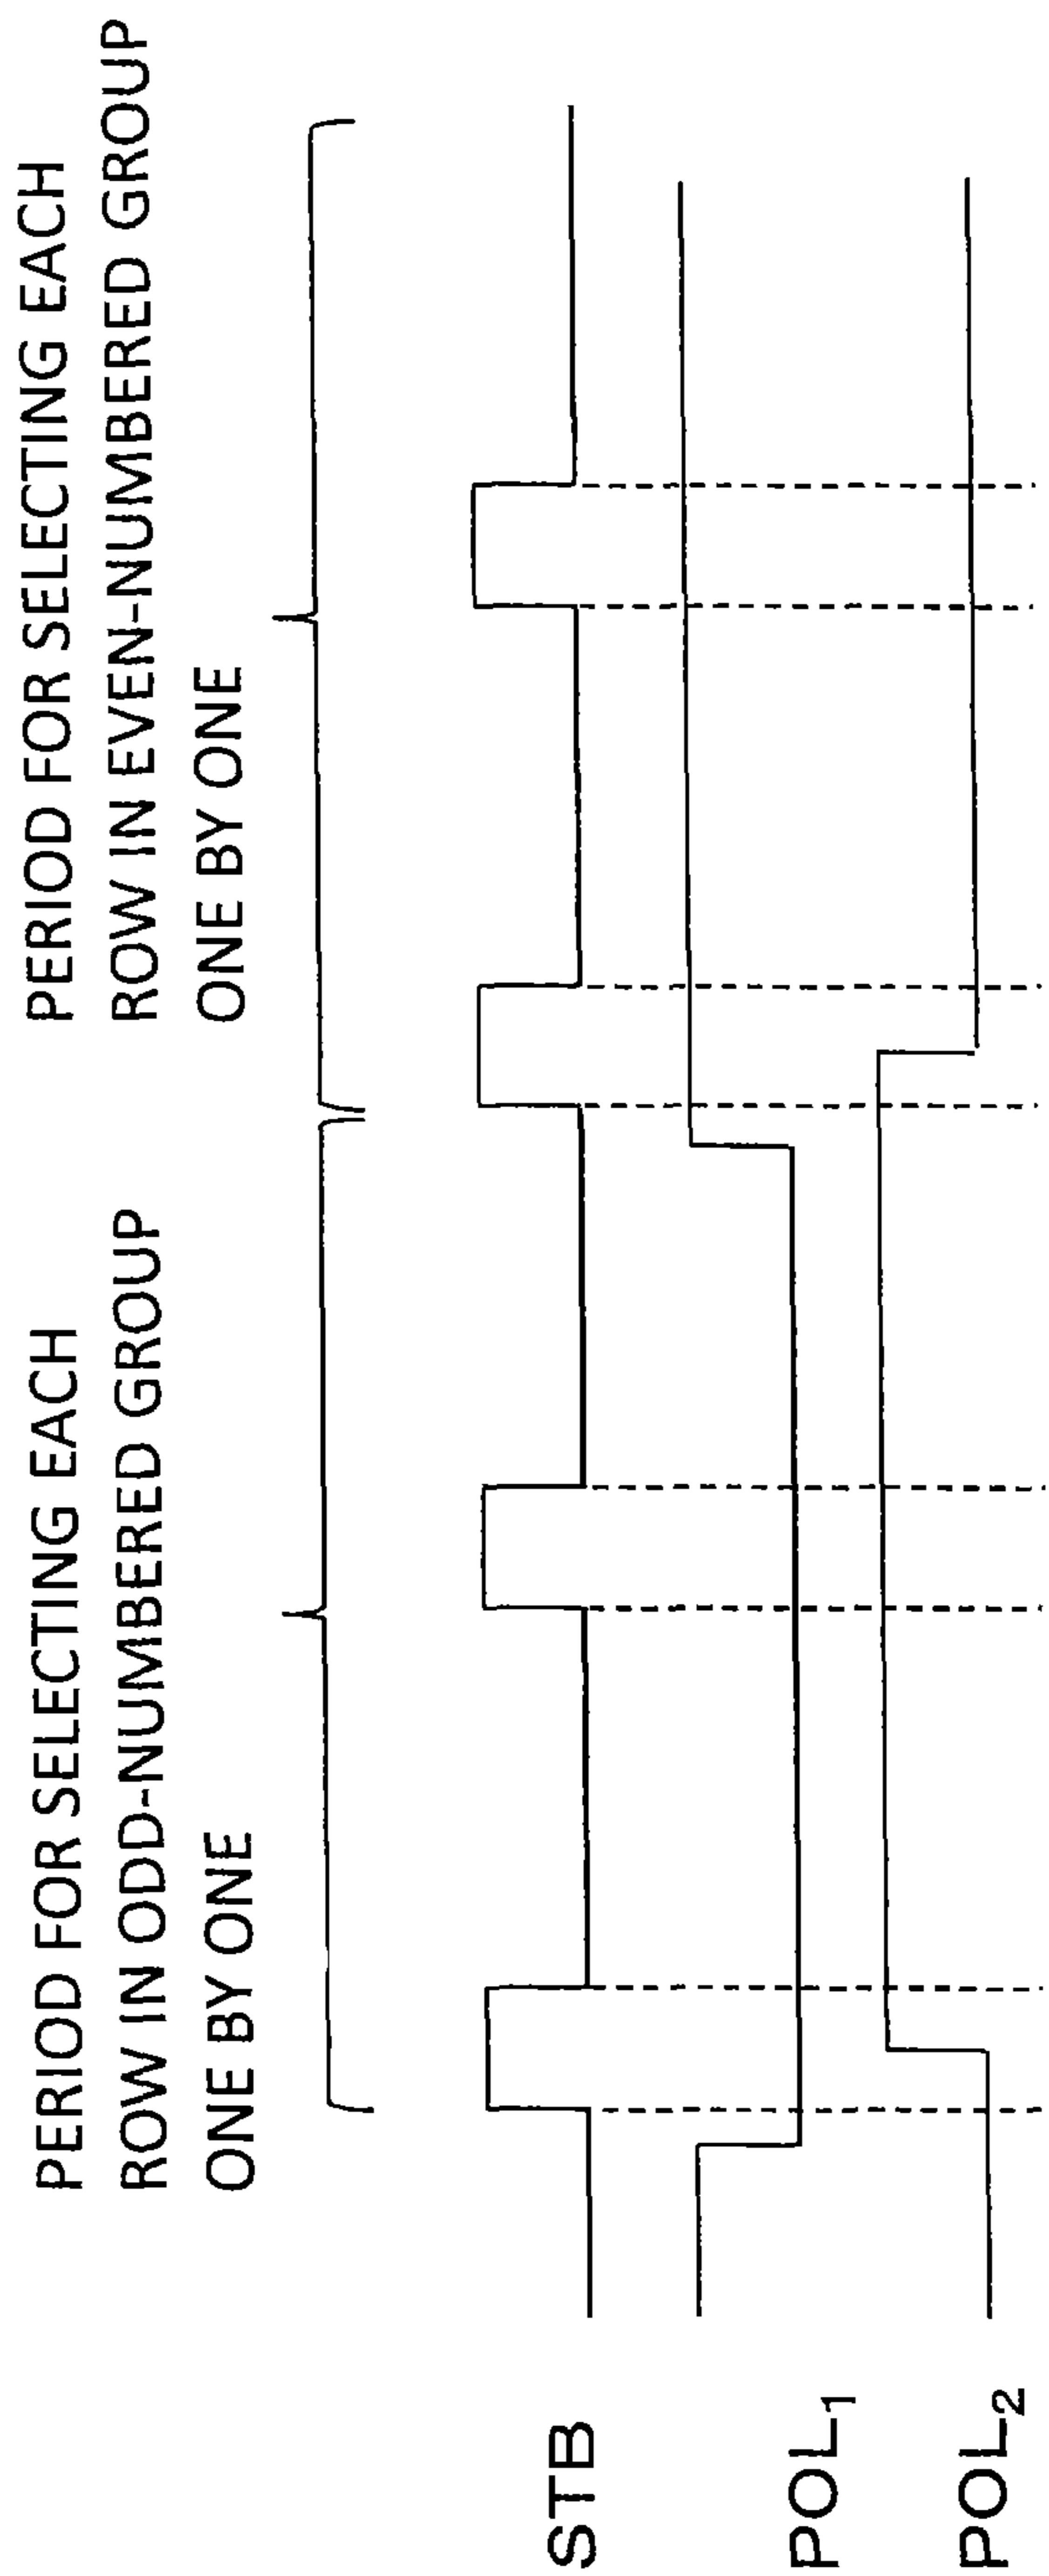 PERIOD FOR SELECTING EACH
ROW IN ODD-NUMBERED GROUP
ONE BY ONE
PERIOD FOR SELECTING EACH
ROW IN EVEN-NUMBERED GROUP
ONE BY ONE
STB
POL₁
POL₂